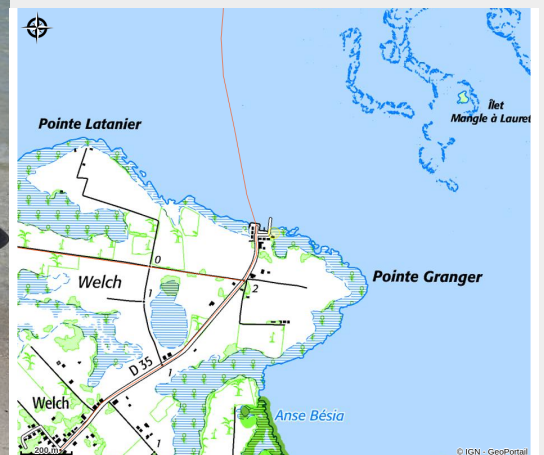 Pointe Latanier
Îlet
Mangle à Lauret
0
Welch
Pointe Granger
1
2
D 35
1
Welch
Anse Bésia
1
200 m
© IGN - GeoPortail